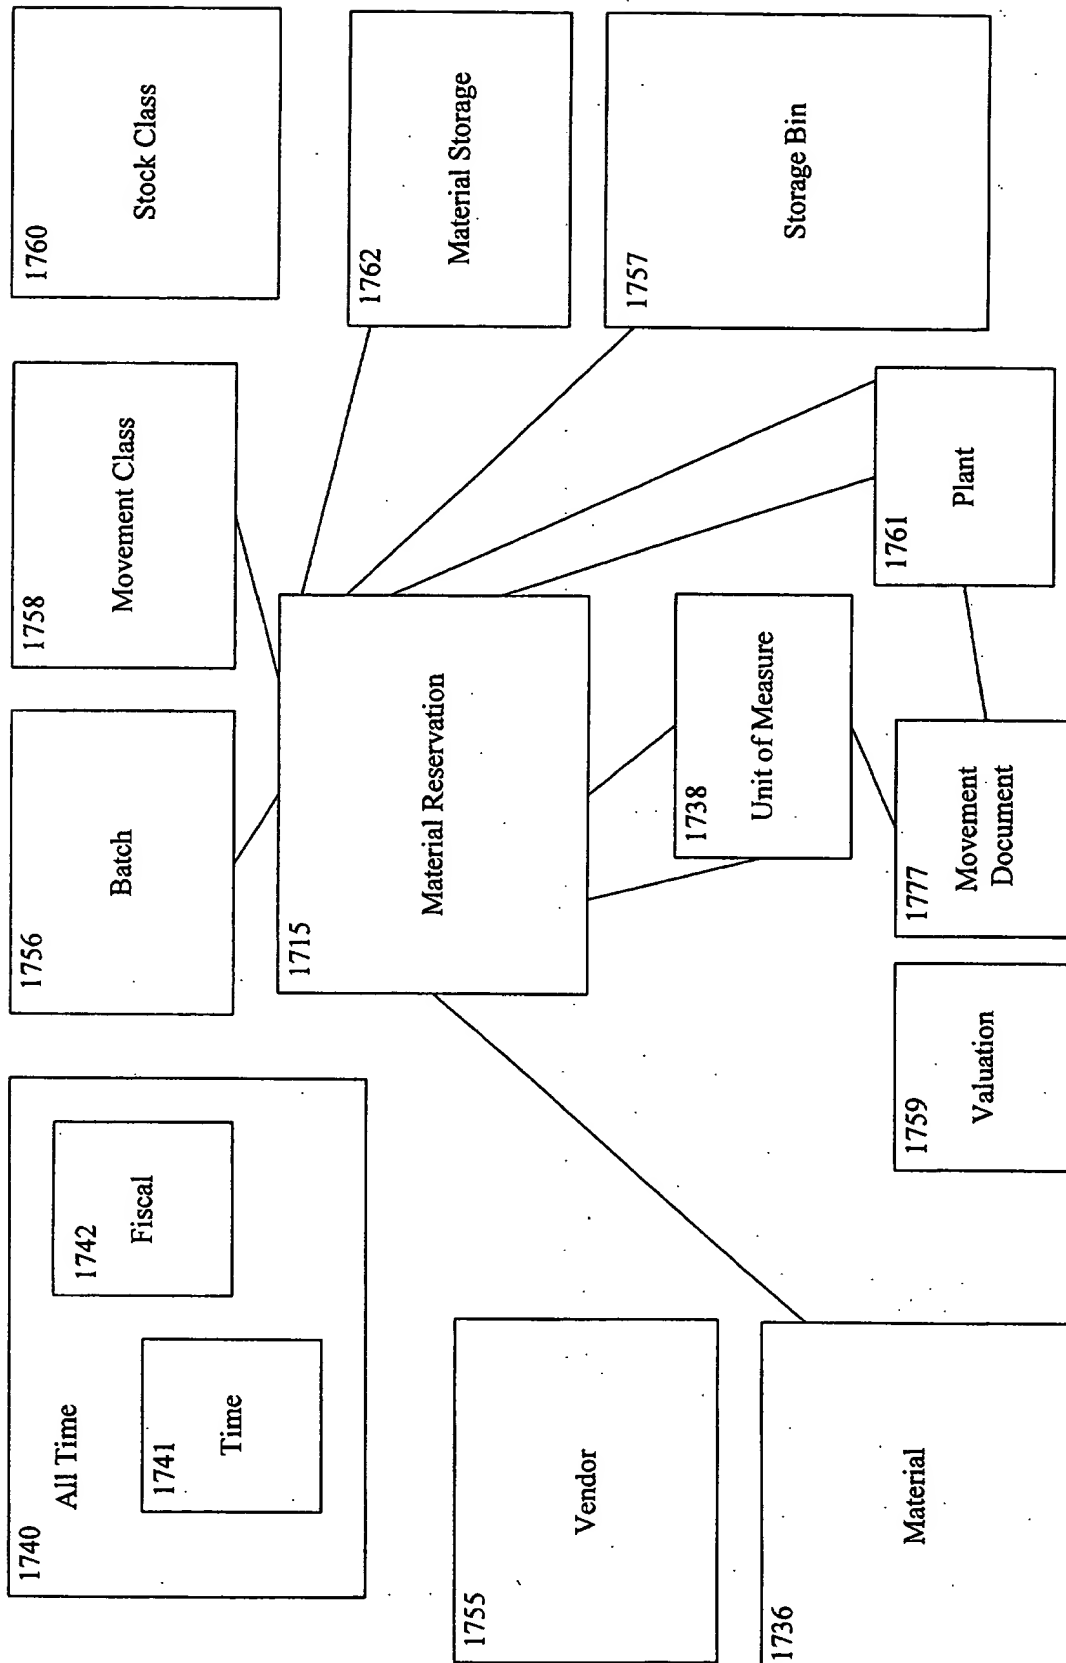 1740
All Time
1741
Time
1742
Fiscal
1756
Batch
1758
Movement Class
1760
Stock Class
1755
Vendor
1715
Material Reservation
1762
Material Storage
1736
Material
1759
Valuation
1738
Unit of Measure
1777
Movement
Document
1761
Plant
1757
Storage Bin